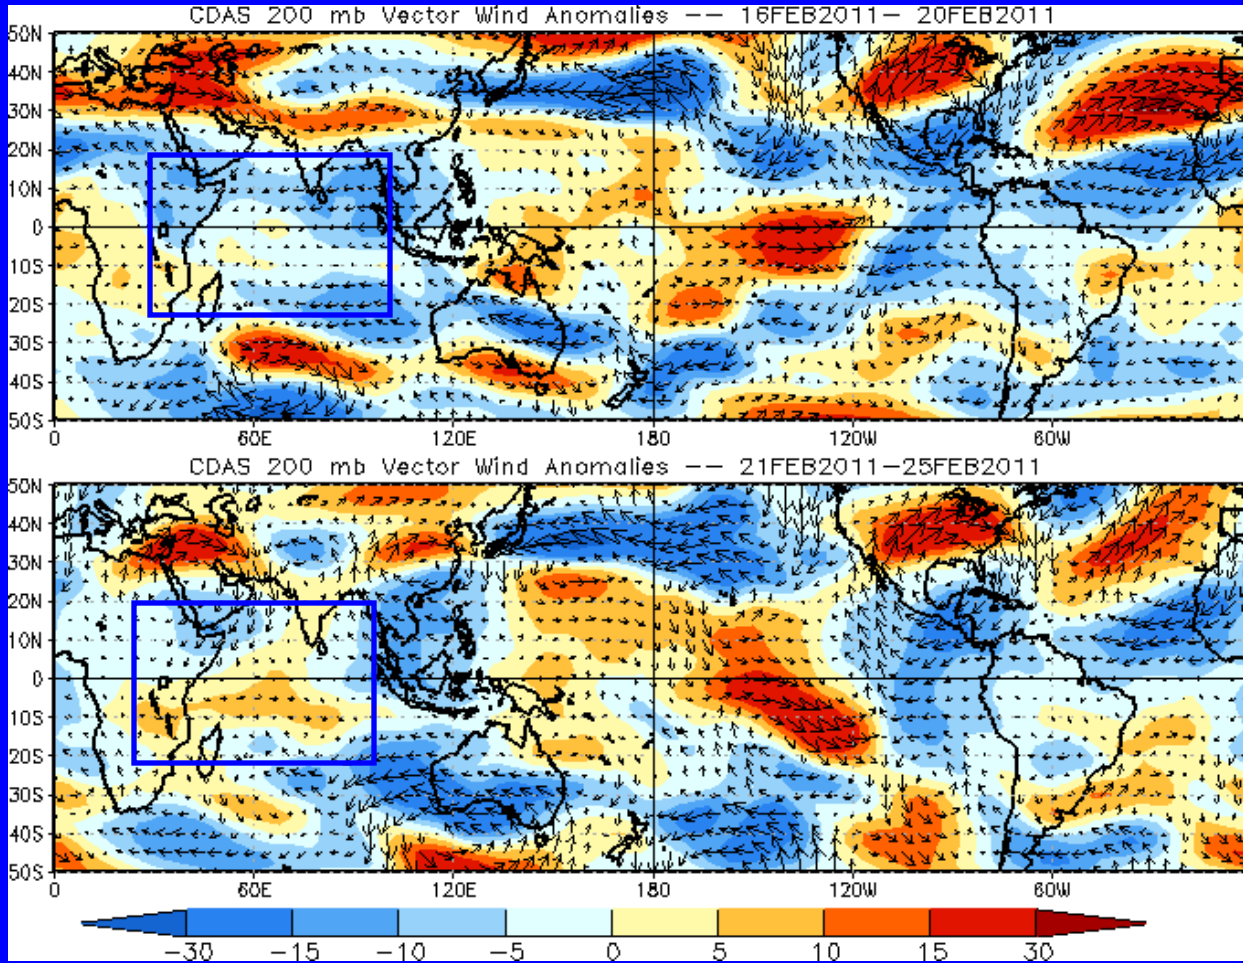 CDAS 200 mb Vector Wind Anomalies -- 16FEB2011- 20FEB2011
50N
40N
30N
20N
10N
0
10S
20S
30S
40S
50S
0 60E 120E 180 120W 60W
CDAS 200 mb Vector Wind Anomalies -- 21FEB2011-25FEB2011
50N
40N
30N
20N
10N
0
10S
20S
30S
40S
50S
0 60E 120E 180 120W 60W
-30 -15 -10 -5 0 5 10 15 30